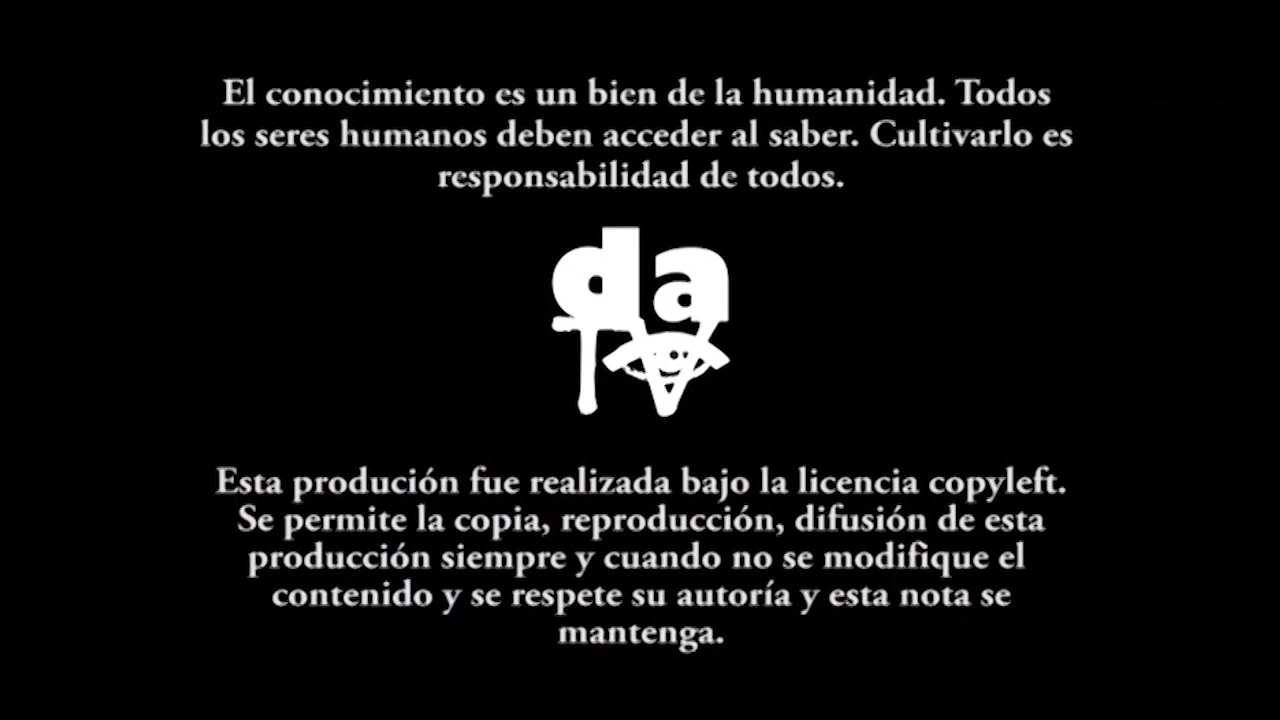 El conocimiento es un bien de la humanidad. Todos
los seres humanos deben acceder al saber. Cultivarlo es
responsabilidad de todos.
da
TV
Esta produción fue realizada bajo la licencia copyleft.
Se permite la copia, reproducción, difusión de esta
producción siempre y cuando no se modifique el
contenido y se respete su autoría y esta nota se
mantenga.